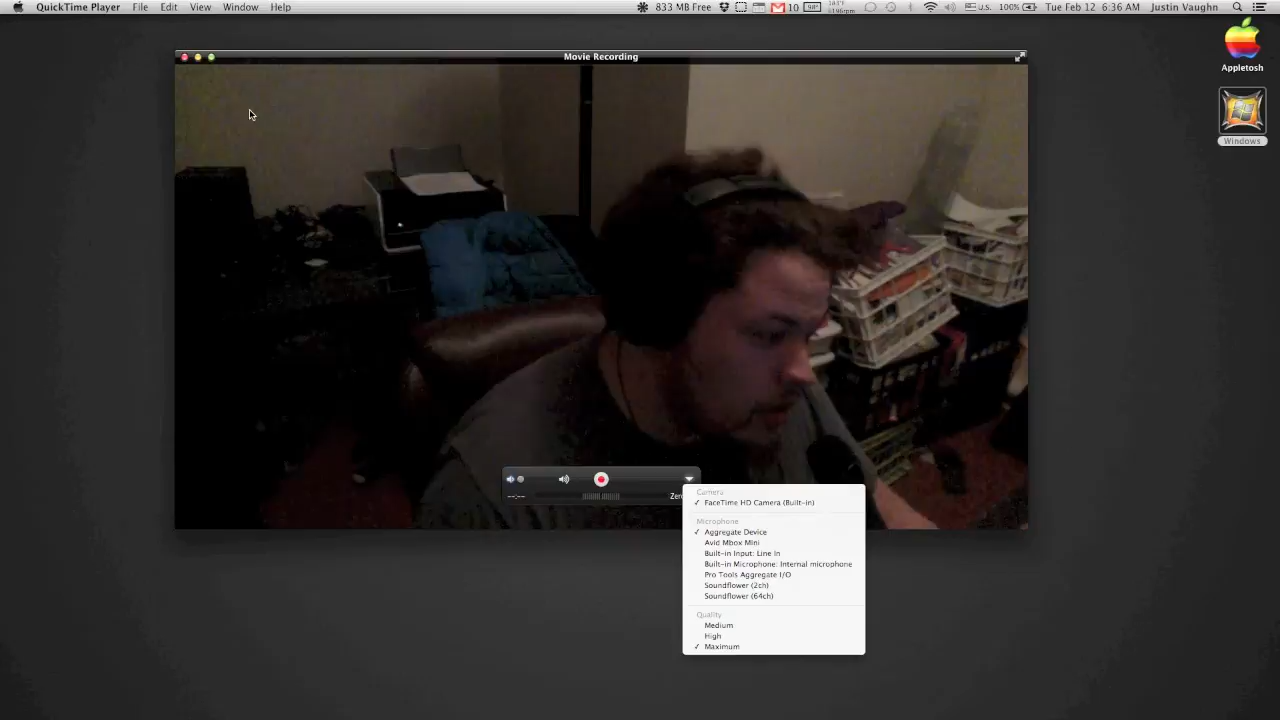 QuickTime Player File Edit View Window Help 833 MB Free 10 U.S. 100% Tue Feb 12 6:36 AM Justin Vaughn
Movie Recording
Appletosh
Windows
--:--
Camera
✓ FaceTime HD Camera (Built-in)
Microphone
✓ Aggregate Device
Avid Mbox Mini
Built-in Input: Line In
Built-in Microphone: Internal microphone
Pro Tools Aggregate I/O
Soundflower (2ch)
Soundflower (64ch)
Quality
Medium
High
✓ Maximum